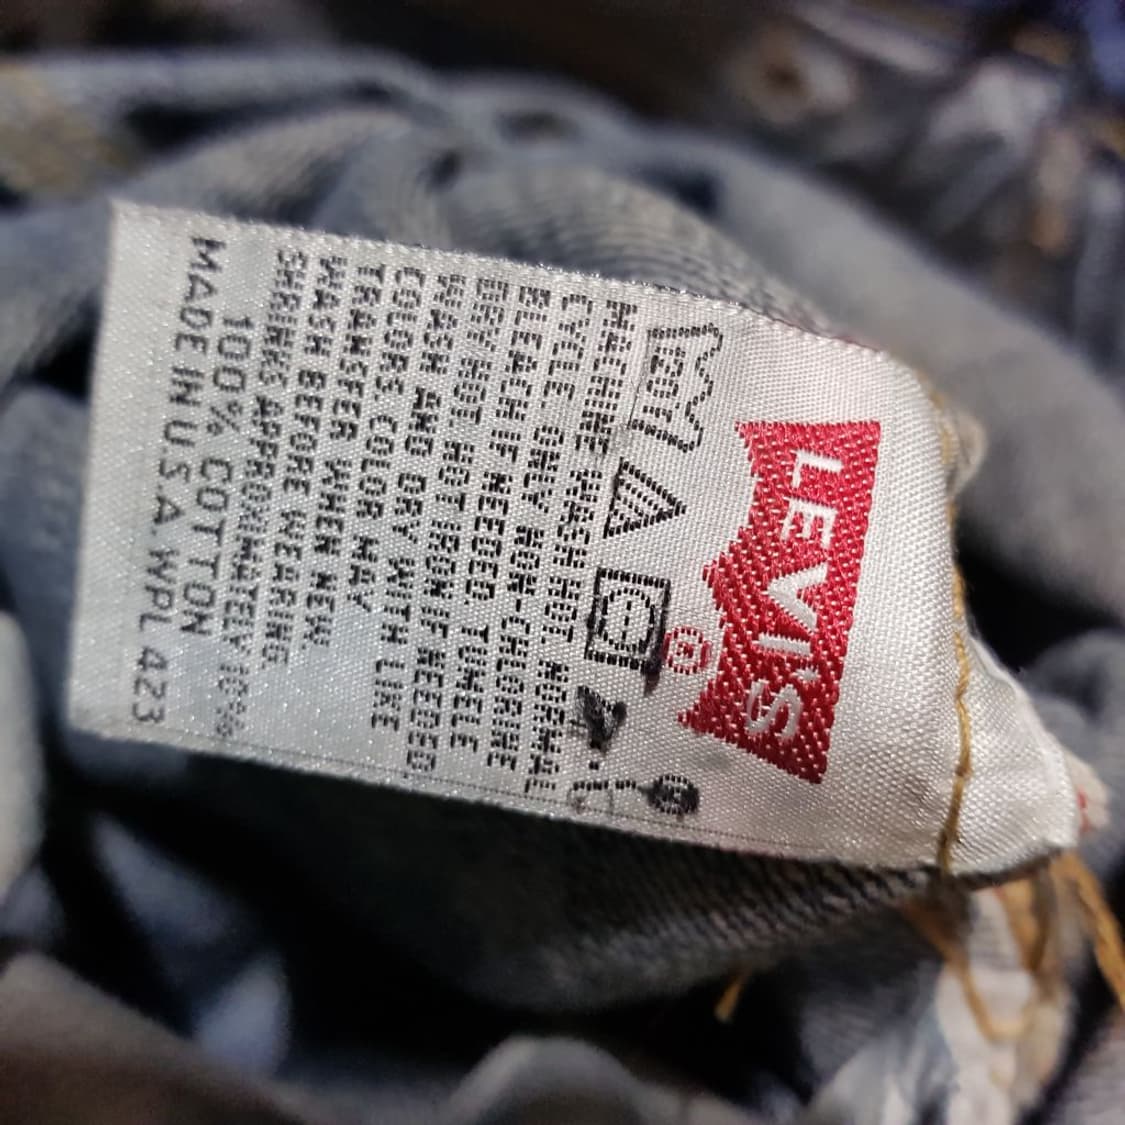 LEVI'S
®
MACHINE WASH HOT NORMAL
CYCLE. ONLY NON-CHLORINE
BLEACH IF NEEDED. TUMBLE
DRY HOT. HOT IRON IF NEEDED.
WASH AND DRY WITH LIKE
COLORS. COLOR MAY
TRANSFER WHEN NEW.
WASH BEFORE WEARING
SHRINKS APPROXIMATELY 10%
100% COTTON
MADE IN U.S.A. WPL 423